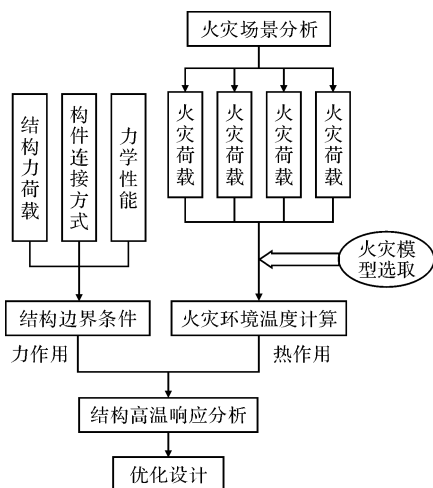 火灾场景分析
结构力荷载
构件连接方式
力学性能
火灾荷载
火灾荷载
火灾荷载
火灾荷载
火灾模
型选取
结构边界条件
火灾环境温度计算
力作用
热作用
结构高温响应分析
优化设计